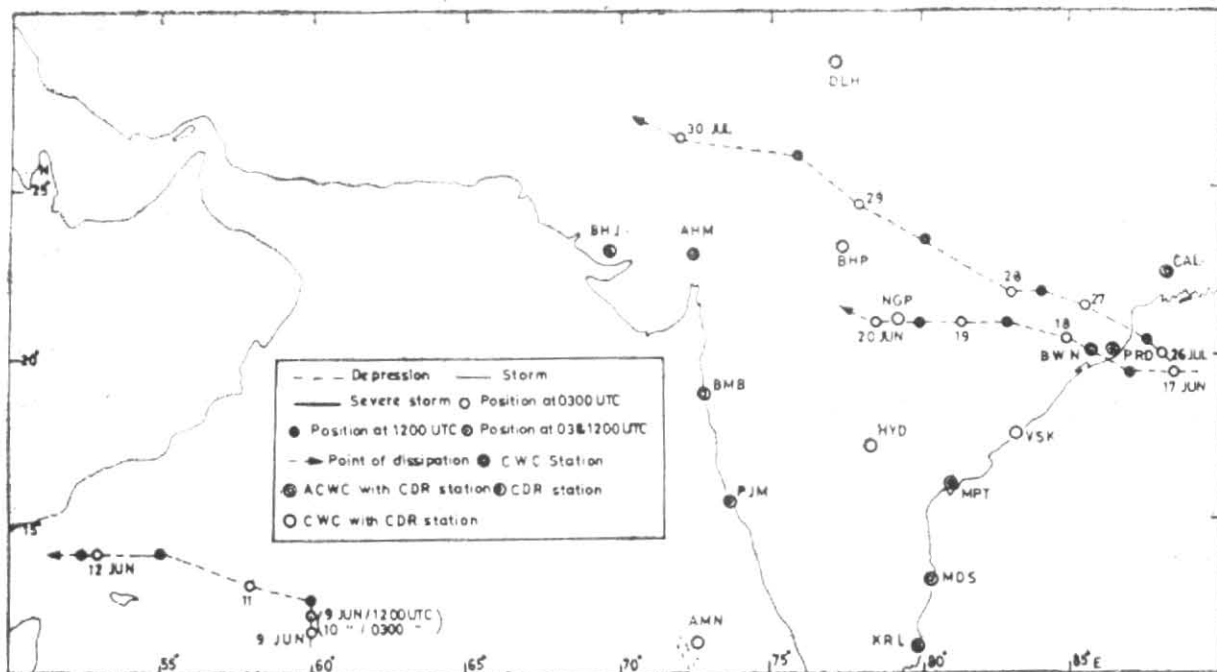 DLH
30 JUL
N
25°
29
BHJ
AHM
BHP
CAL
28
27
NGP
18
20 JUN
19
20°
BWN
PRD
26 JUL
17 JUN
--- Depression — Storm
Severe storm Position at 0300 UTC
Position at 1200 UTC Position at 03&1200UTC
Point of dissipation CWC Station
ACWC with CDR station CDR station
CWC with CDR station
BMB
HYD
VSK
PJM
MPT
15°
12 JUN
11
MDS
(9 JUN/1200UTC)
(10 " /0300 ")
9 JUN
AMN
KRL
55° 60° 65° 70° 75° 80° 85°E